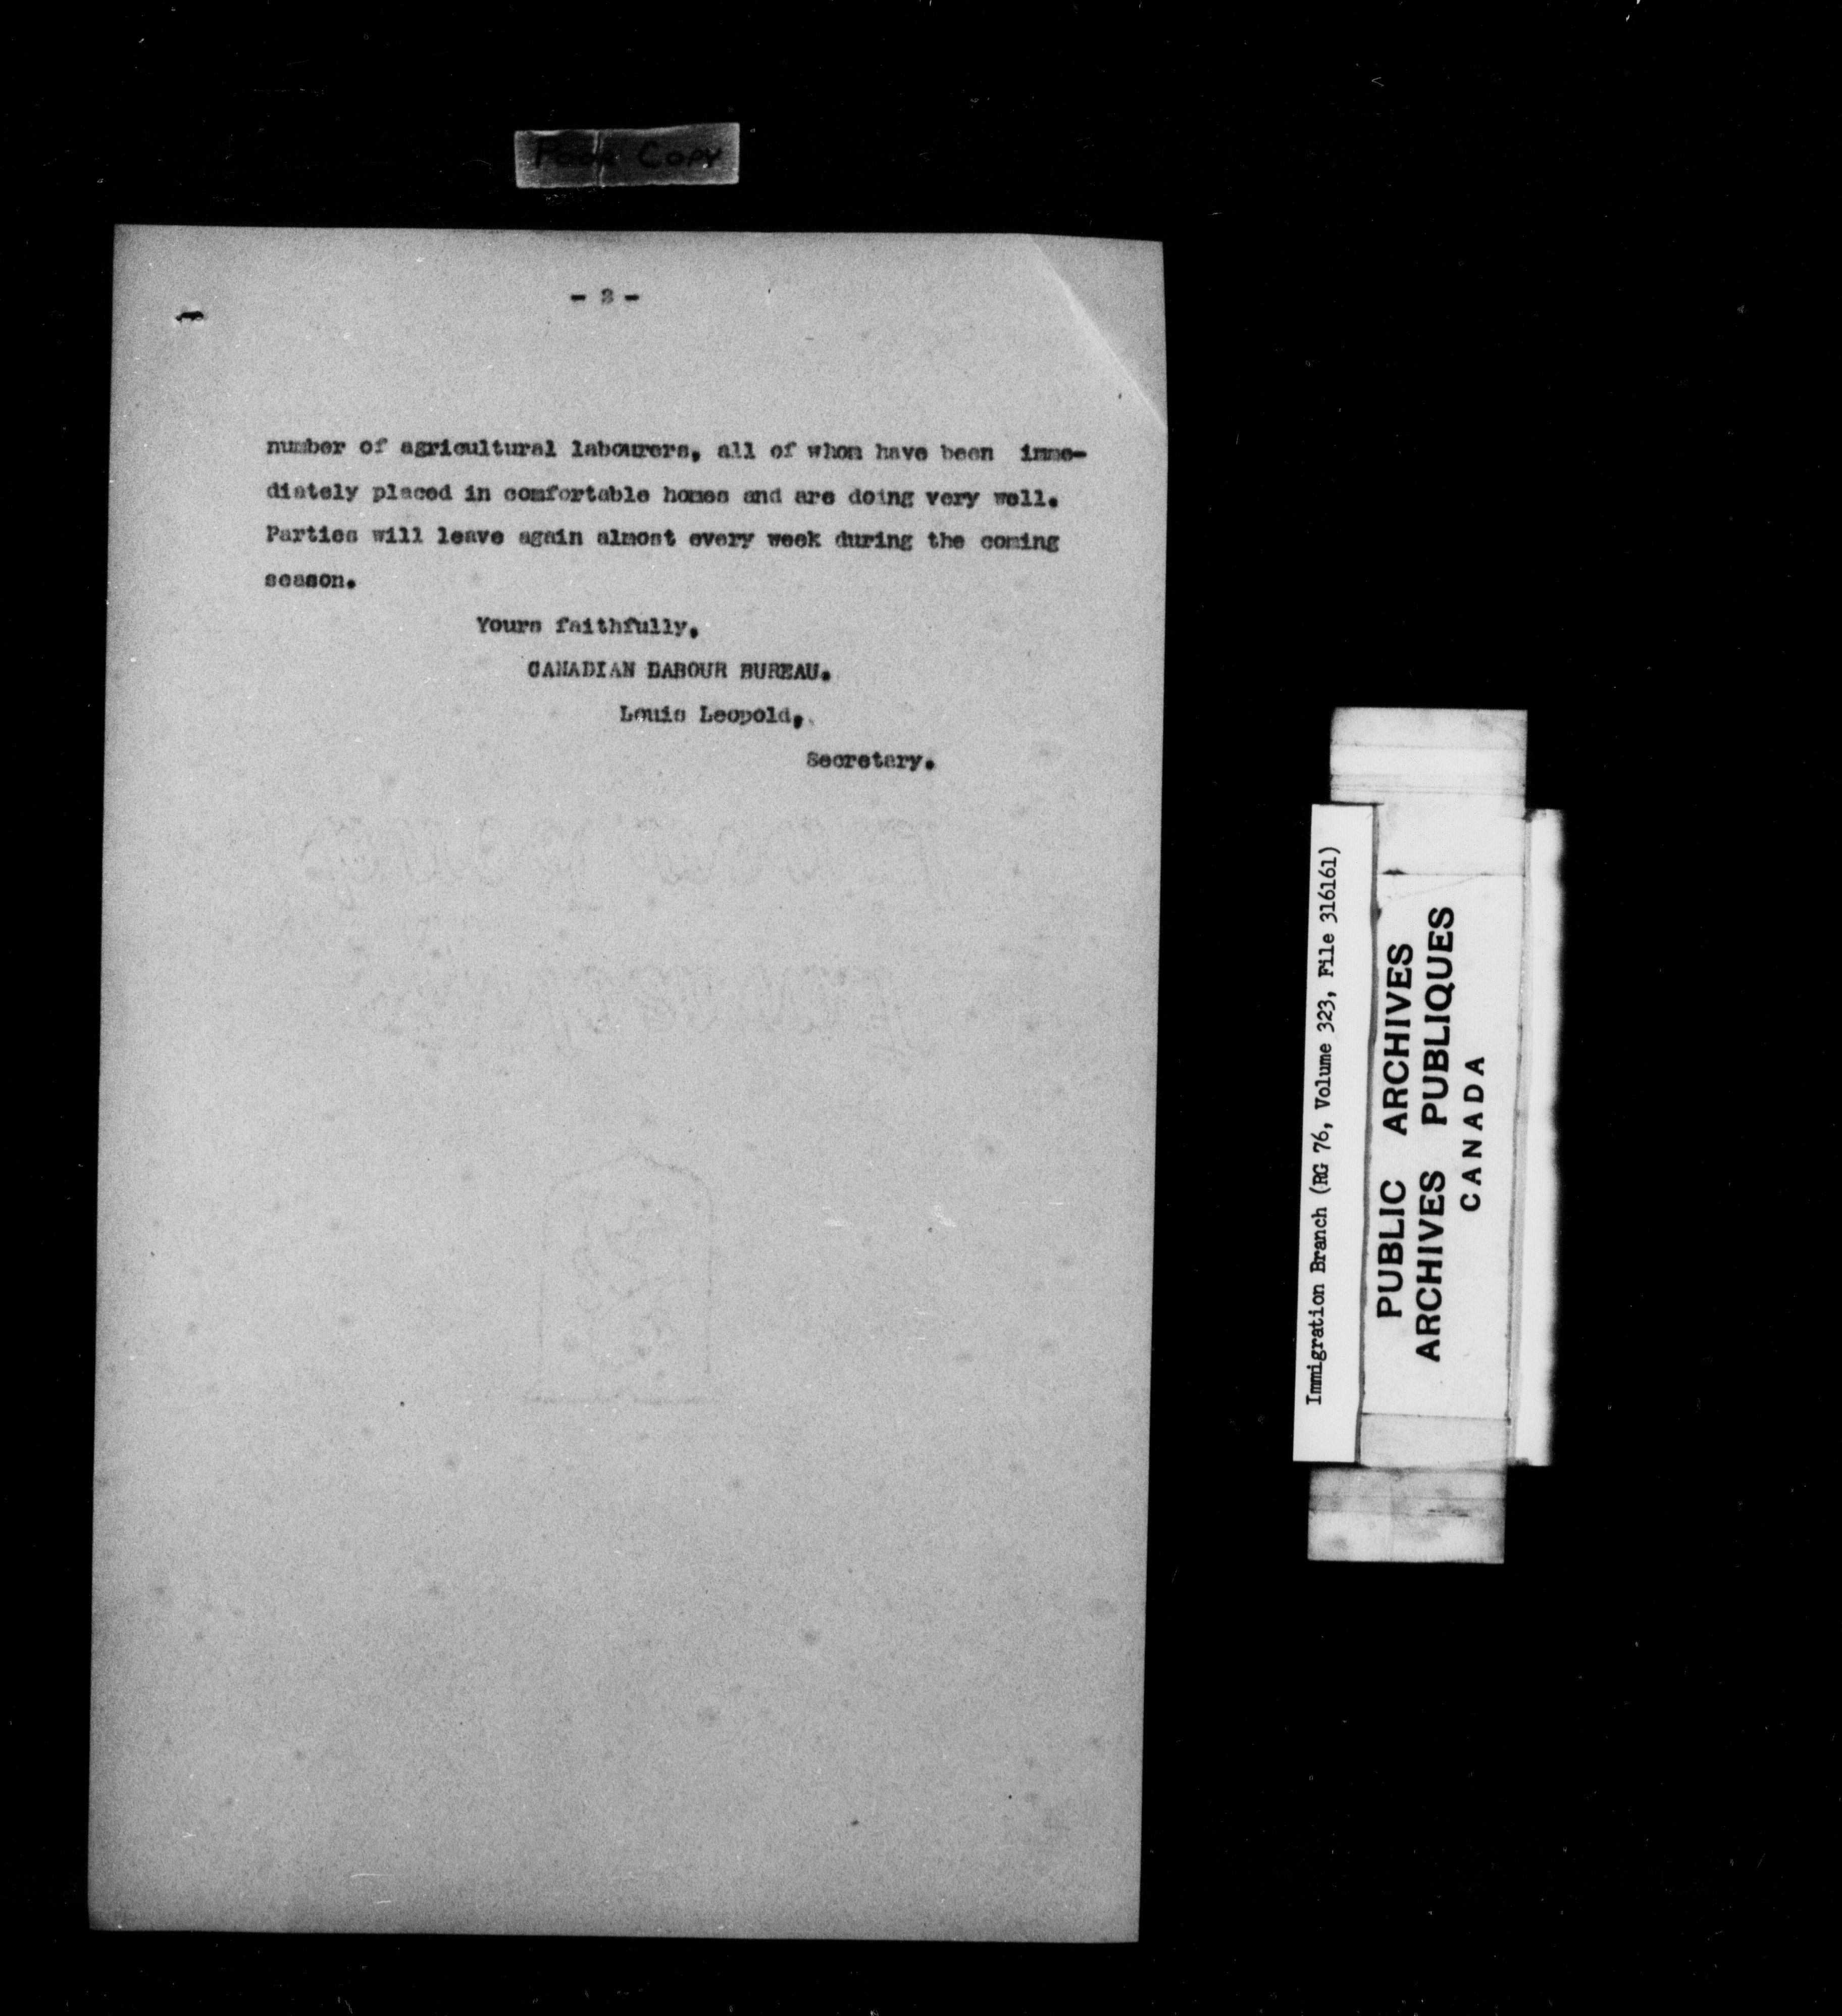 Poor Copy
- 2 -
number of agricultural labourers, all of whom have been imme-
diately placed in comfortable homes and are doing very well.
Parties will leave again almost every week during the coming
season.
Yours faithfully,
CANADIAN DABOUR BUREAU.
Louis Leopold,
Secretary.
Immigration Branch (RG 76, Volume 323, File 316161)
PUBLIC ARCHIVES
ARCHIVES PUBLIQUES
CANADA